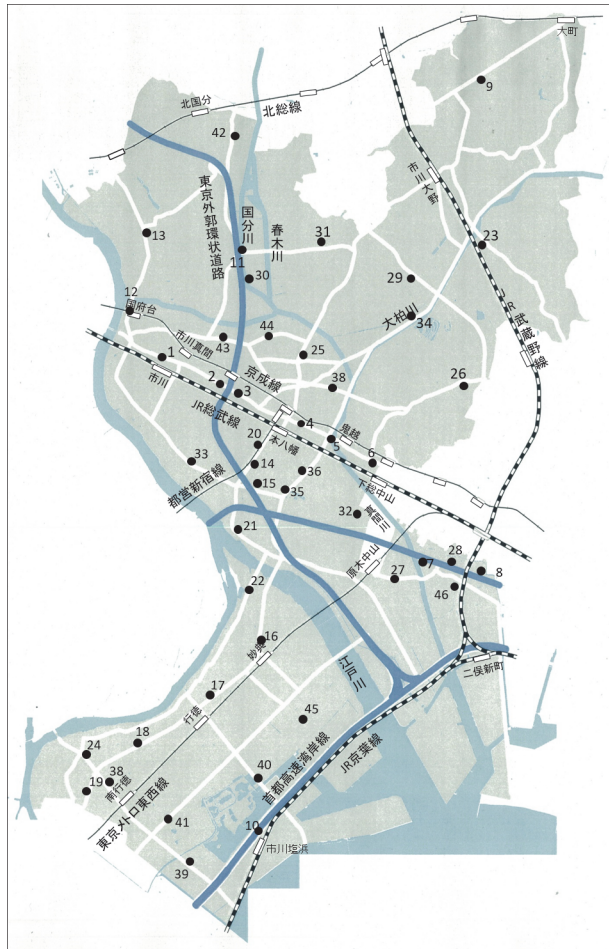 大町
9
北国分
北総線
42
市川大野
東京外郭環状道路
国分川
春木川
31
23
13
11
30
29
JR武蔵野線
12
国府台
大柏川
34
市川真間
43
44
25
1
京成線
市川
2
3
38
26
JR総武線
4
鬼越
20
本八幡
5
6
33
14
36
下総中山
都営新宿線
15
35
32
真間川
21
原木中山
7
28
8
27
46
22
16
妙典
江戸川
二俣新町
17
行徳
45
18
24
首都高速湾岸線
JR京葉線
38
40
19
南行徳
東京メトロ東西線
41
10
市川塩浜
39